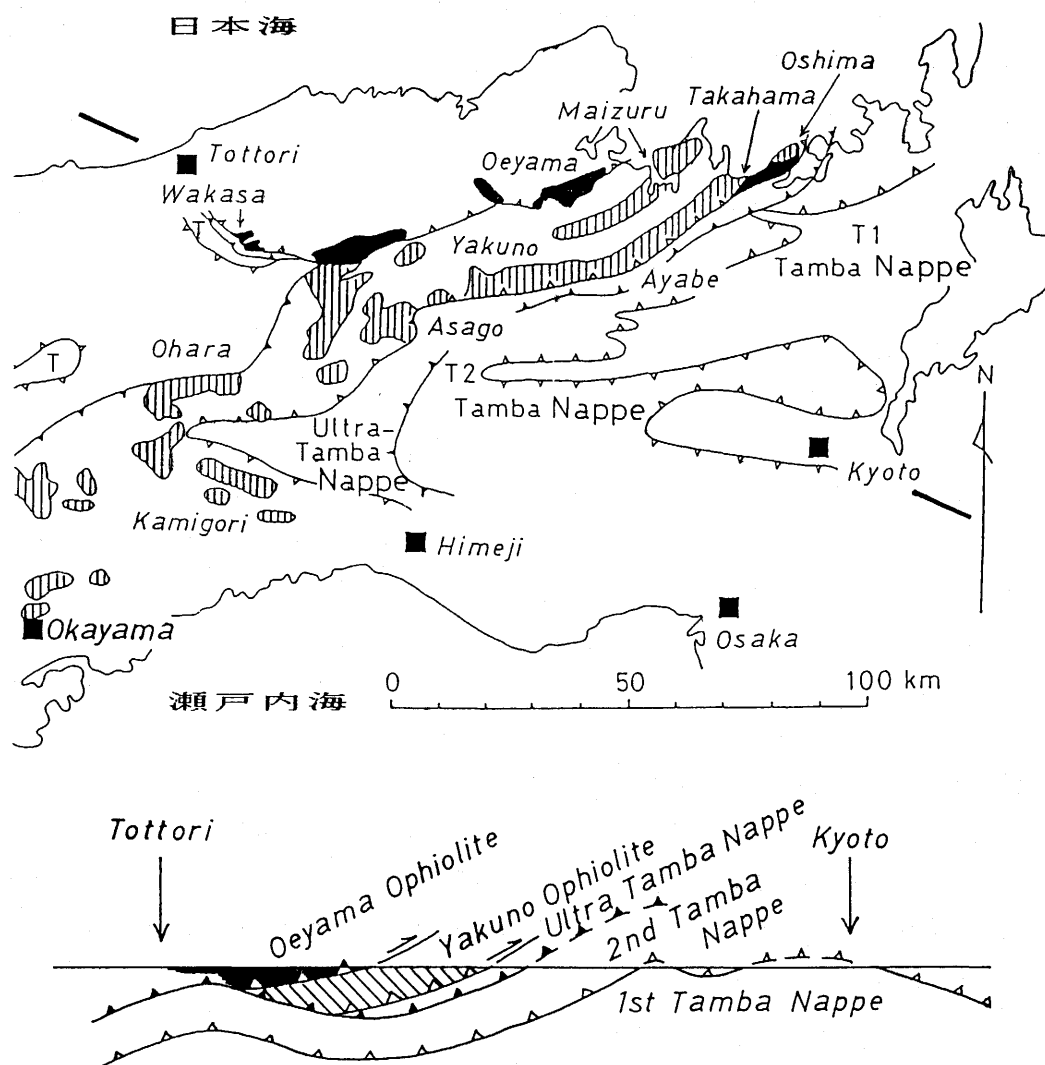 日本海
Oshima
Takahama
Maizuru
Tottori
Oeyama
Wakasa
T
Yakuno
T1
Tamba Nappe
Ayabe
Asago
Ohara
T
T2
Tamba Nappe
N
Ultra-
Tamba
Nappe
Kyoto
Kamigori
Himeji
Okayama
Osaka
瀬戸内海
0 50 100 km
Tottori
Oeyama Ophiolite
Yakuno Ophiolite
Ultra Tamba Nappe
2nd Tamba
Nappe
Kyoto
1st Tamba Nappe